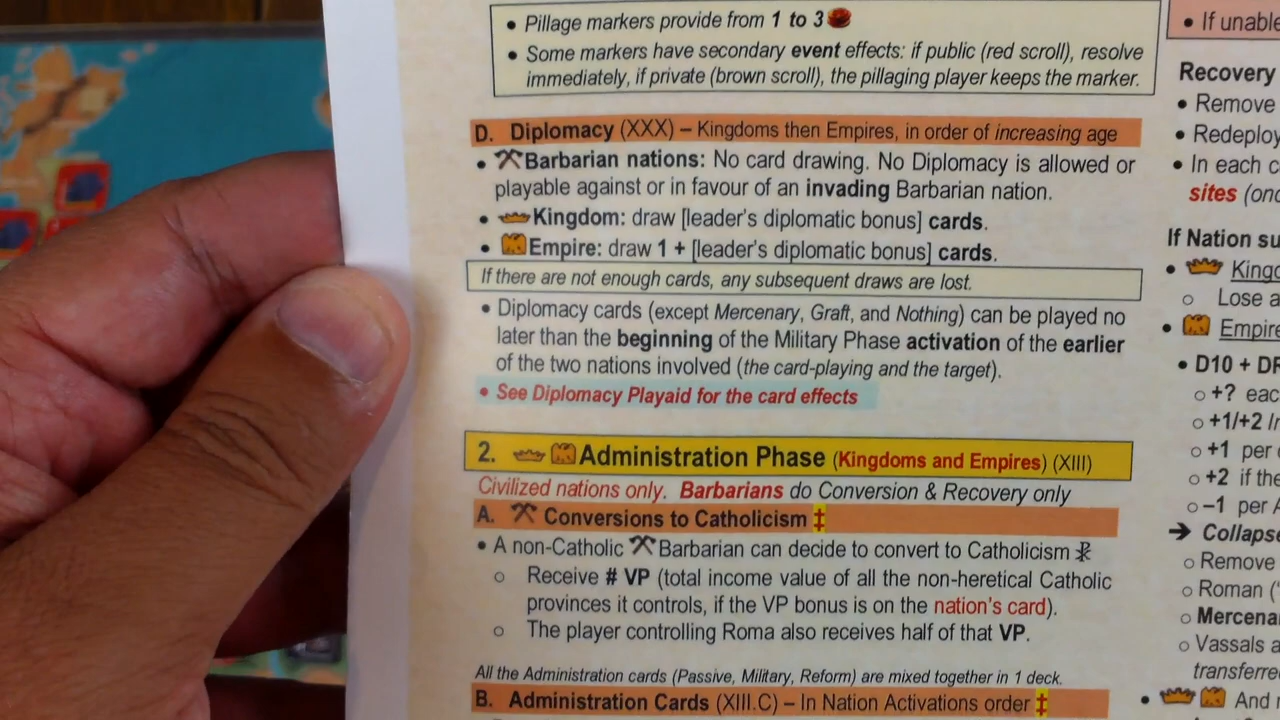 • Pillage markers provide from 1 to 3
• Some markers have secondary event effects: if public (red scroll), resolve
immediately, if private (brown scroll), the pillaging player keeps the marker.
D. Diplomacy (XXX) – Kingdoms then Empires, in order of increasing age
• Barbarian nations: No card drawing. No Diplomacy is allowed or
playable against or in favour of an invading Barbarian nation.
• Kingdom: draw [leader's diplomatic bonus] cards.
• Empire: draw 1 + [leader's diplomatic bonus] cards.
If there are not enough cards, any subsequent draws are lost.
• Diplomacy cards (except Mercenary, Graft, and Nothing) can be played no
later than the beginning of the Military Phase activation of the earlier
of the two nations involved (the card-playing and the target).
• See Diplomacy Playaid for the card effects
2. Administration Phase (Kingdoms and Empires) (XIII)
Civilized nations only. Barbarians do Conversion & Recovery only
A. Conversions to Catholicism ‡
• A non-Catholic Barbarian can decide to convert to Catholicism
○ Receive # VP (total income value of all the non-heretical Catholic
provinces it controls, if the VP bonus is on the nation's card).
○ The player controlling Roma also receives half of that VP.
All the Administration cards (Passive, Military, Reform) are mixed together in 1 deck.
B. Administration Cards (XIII.C) – In Nation Activations order ‡
• If unable
Recovery
• Remove
• Redeploy
• In each
sites (onc
If Nation su
•
○ Lose a
• Empire
• D10 +
○ +?
○ +1/+2
○ +1 per
○ +2 if the
○ –1 per
➔ Collapse
○ Remove
○ Roman (
○
○ Vassals a
transferre
• And